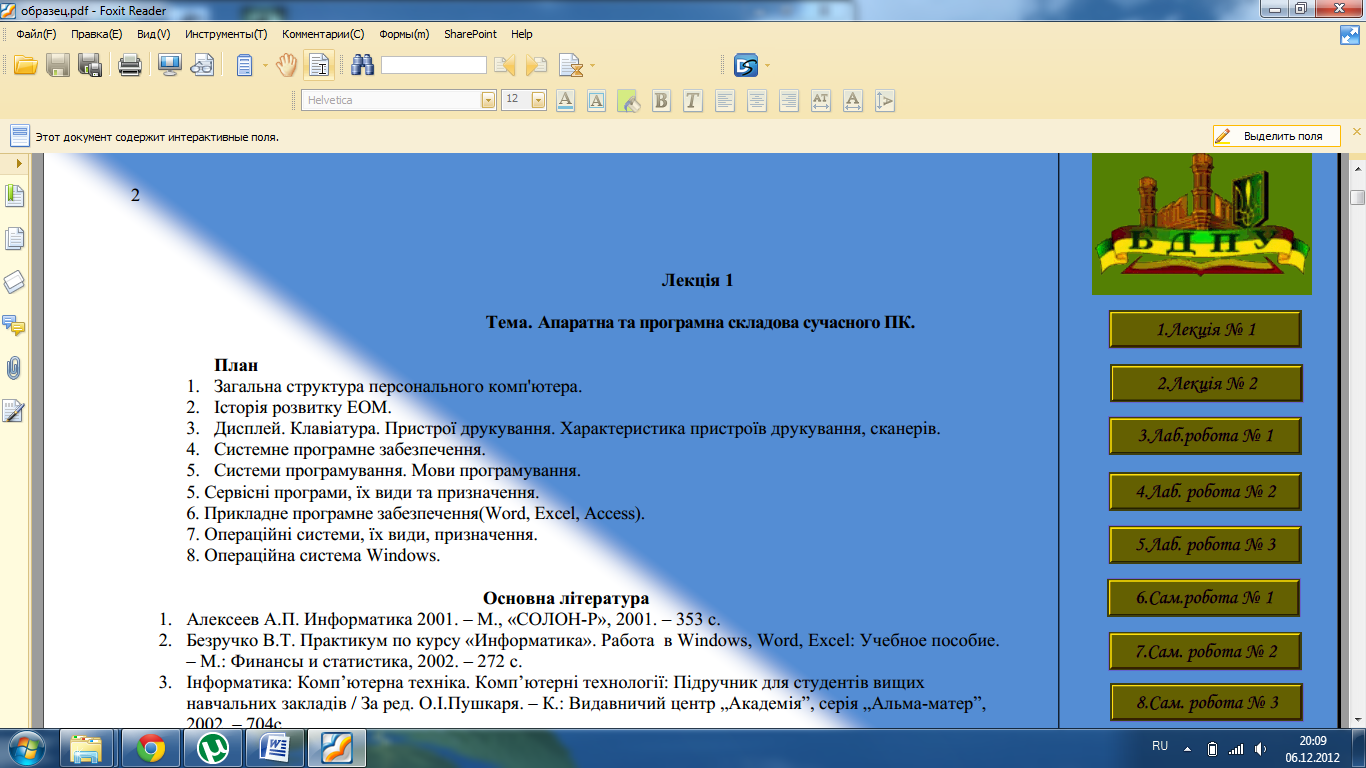 образец.pdf - Foxit Reader
Файл(F) Правка(E) Вид(V) Инструменты(T) Комментарии(C) Формы(m) SharePoint Help
Helvetica 12
Этот документ содержит интерактивные поля. Выделить поля
2
Лекція 1
Тема. Апаратна та програмна складова сучасного ПК.
План
1. Загальна структура персонального комп'ютера.
2. Історія розвитку ЕОМ.
3. Дисплей. Клавіатура. Пристрої друкування. Характеристика пристроїв друкування, сканерів.
4. Системне програмне забезпечення.
5. Системи програмування. Мови програмування.
5. Сервісні програми, їх види та призначення.
6. Прикладне програмне забезпечення(Word, Excel, Access).
7. Операційні системи, їх види, призначення.
8. Операційна система Windows.
Основна література
1. Алексеев А.П. Информатика 2001. – М., «СОЛОН-Р», 2001. – 353 с.
2. Безручко В.Т. Практикум по курсу «Информатика». Работа в Windows, Word, Excel: Учебное пособие.
– М.: Финансы и статистика, 2002. – 272 с.
3. Інформатика: Комп’ютерна техніка. Комп’ютерні технології: Підручник для студентів вищих
навчальних закладів / За ред. О.І.Пушкаря. – К.: Видавничий центр „Академія”, серія „Альма-матер”,
2002. – 704с
БДПУ
1.Лекція № 1
2.Лекція № 2
3.Лаб.робота № 1
4.Лаб. робота № 2
5.Лаб. робота № 3
6.Сам.робота № 1
7.Сам. робота № 2
8.Сам. робота № 3
RU 20:09
06.12.2012